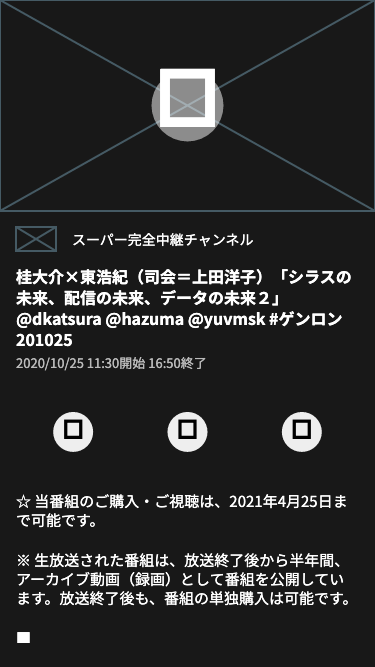 スーパー完全中継チャンネル
桂大介×東浩紀（司会＝上田洋子）「シラスの
未来、配信の未来、データの未来２」
@dkatsura @hazuma @yuvmsk #ゲンロン
201025
2020/10/25 11:30開始 16:50終了
☆ 当番組のご購入・ご視聴は、2021年4月25日ま
で可能です。
※ 生放送された番組は、放送終了後から半年間、
アーカイブ動画（録画）として番組を公開してい
ます。放送終了後も、番組の単独購入は可能です。